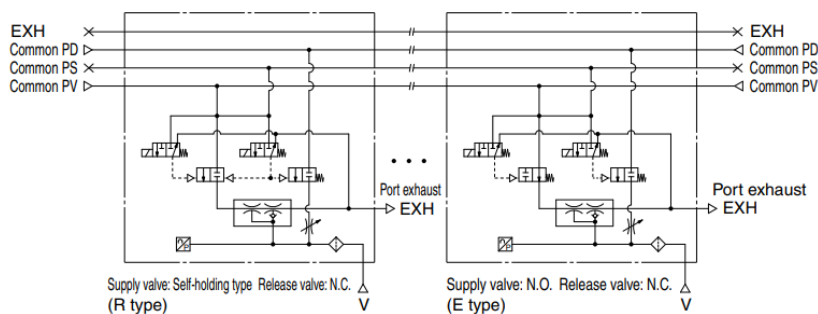 EXH
EXH
Common PD
Common PD
Common PS
Common PS
Common PV
Common PV
Port exhaust
EXH
Port exhaust
EXH
P
P
Supply valve: Self-holding type Release valve: N.C.
(R type)
V
Supply valve: N.O. Release valve: N.C.
(E type)
V